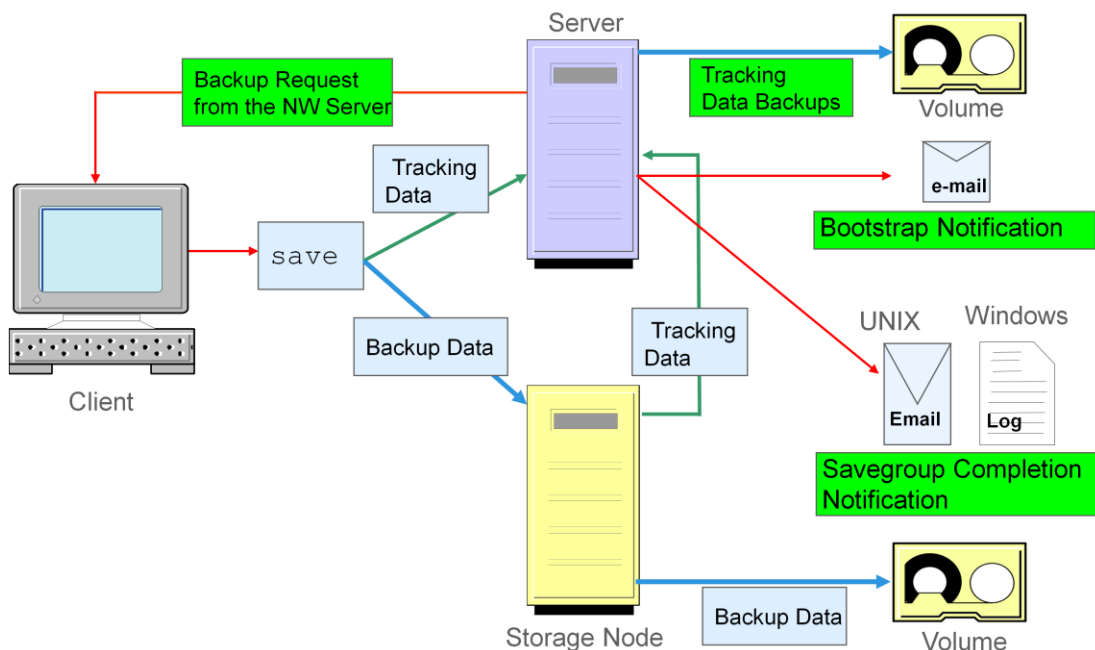 Server
Backup Request
from the NW Server
Tracking
Data Backups
Volume
Tracking
Data
e-mail
Bootstrap Notification
save
Backup Data
Tracking
Data
UNIX
Windows
Client
Email
Log
Savegroup Completion
Notification
Backup Data
Storage Node
Volume